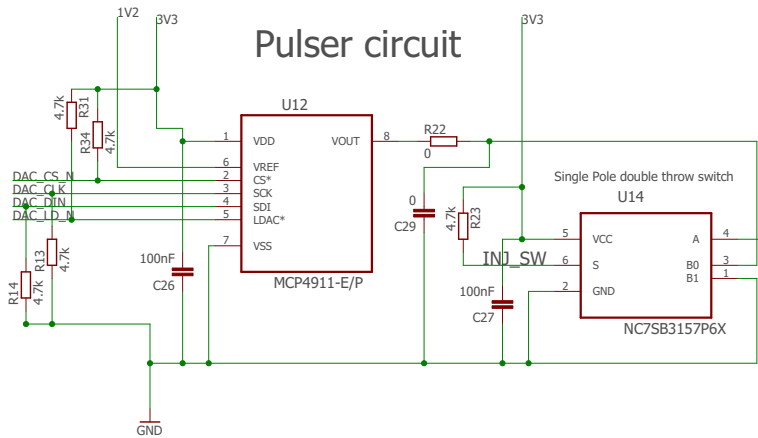 1V2
3V3
Pulser circuit
3V3
4.7k
R31
R34
4.7k
U12
1
VDD
VOUT
8
R22
0
6
VREF
DAC_CS_N
2
CS*
DAC_CLK
3
SCK
DAC_DIN
4
SDI
DAC_LD_N
5
LDAC*
7
VSS
MCP4911-E/P
R13
4.7k
R14
4.7k
100nF
C26
0
C29
4.7k
R23
Single Pole double throw switch
U14
5
VCC
A
4
INJ_SW
6
S
B0
3
B1
1
2
GND
100nF
C27
NC7SB3157P6X
GND